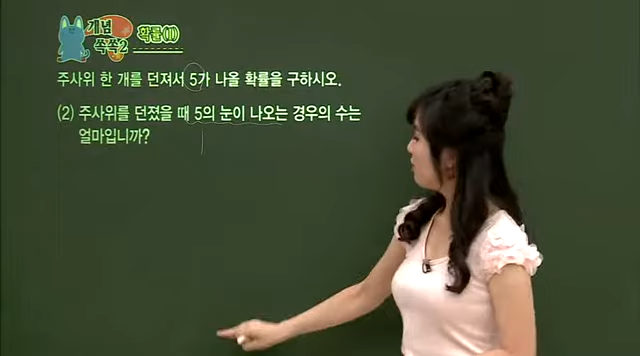 개념
쏙쏙2
확률(1)
주사위 한 개를 던져서 5가 나올 확률을 구하시오.
(2) 주사위를 던졌을 때 5의 눈이 나오는 경우의 수는
얼마입니까?